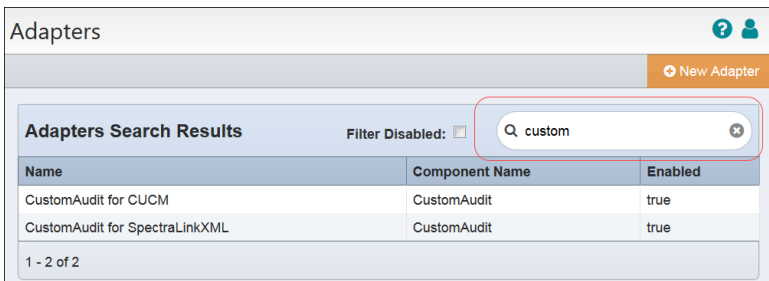 Adapters
New Adapter
Adapters Search Results Filter Disabled: custom
Name Component Name Enabled
CustomAudit for CUCM CustomAudit true
CustomAudit for SpectraLinkXML CustomAudit true
1 - 2 of 2